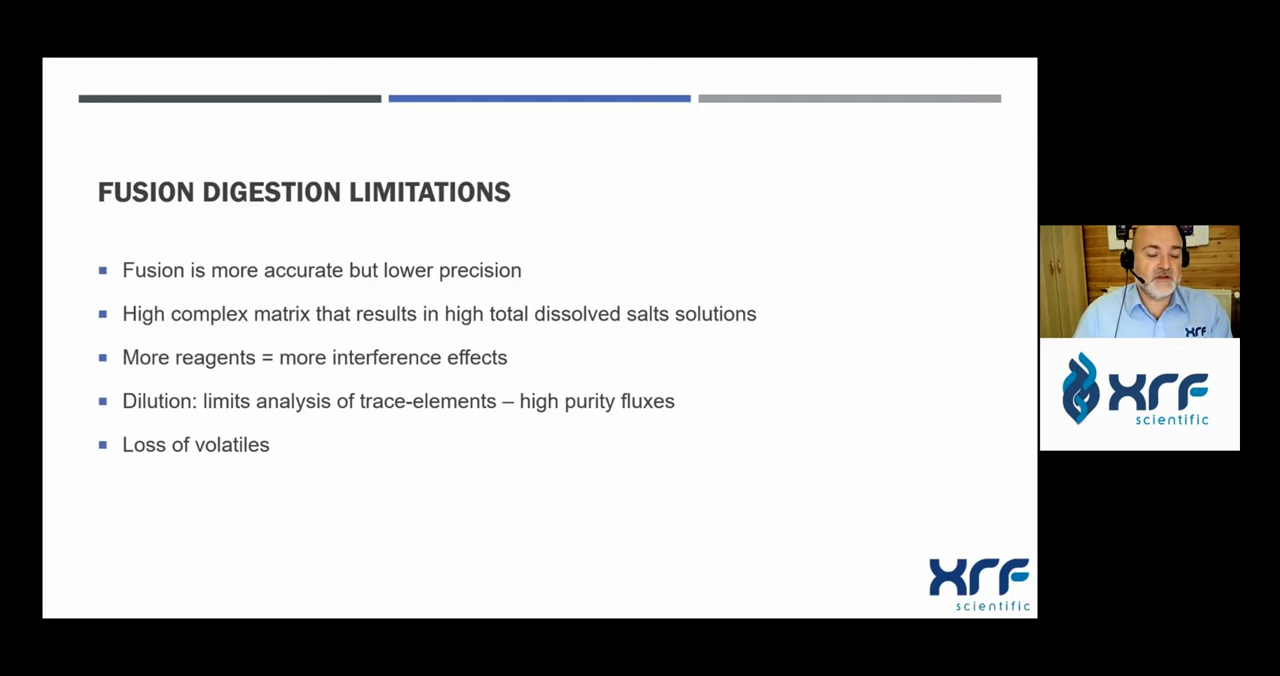 FUSION DIGESTION LIMITATIONS
Fusion is more accurate but lower precision
High complex matrix that results in high total dissolved salts solutions
More reagents = more interference effects
Dilution: limits analysis of trace-elements – high purity fluxes
Loss of volatiles
xrf
scientific
xrf
xrf
scientific